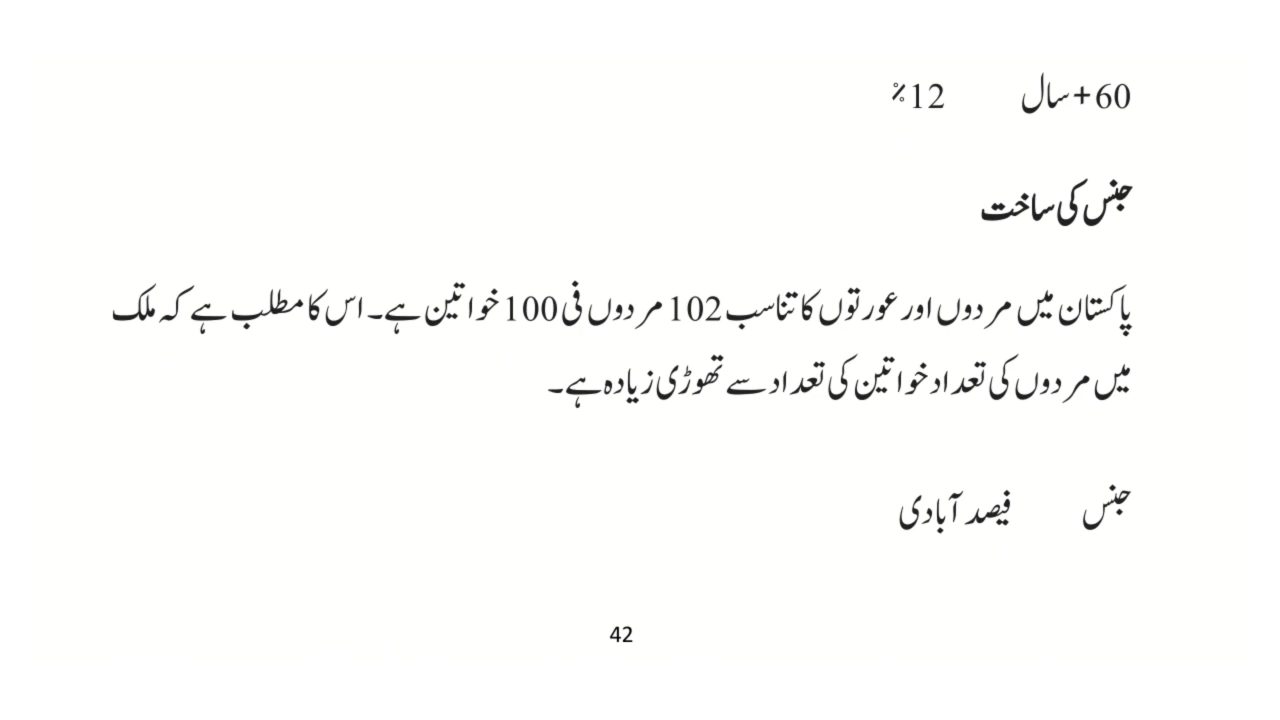 60+ سال 12٪
جنس کی ساخت
پاکستان میں مردوں اور عورتوں کا تناسب 102 مردوں فی 100 خواتین ہے۔ اس کا مطلب ہے کہ ملک
میں مردوں کی تعداد خواتین کی تعداد سے تھوڑی زیادہ ہے۔
جنس فیصد آبادی
42